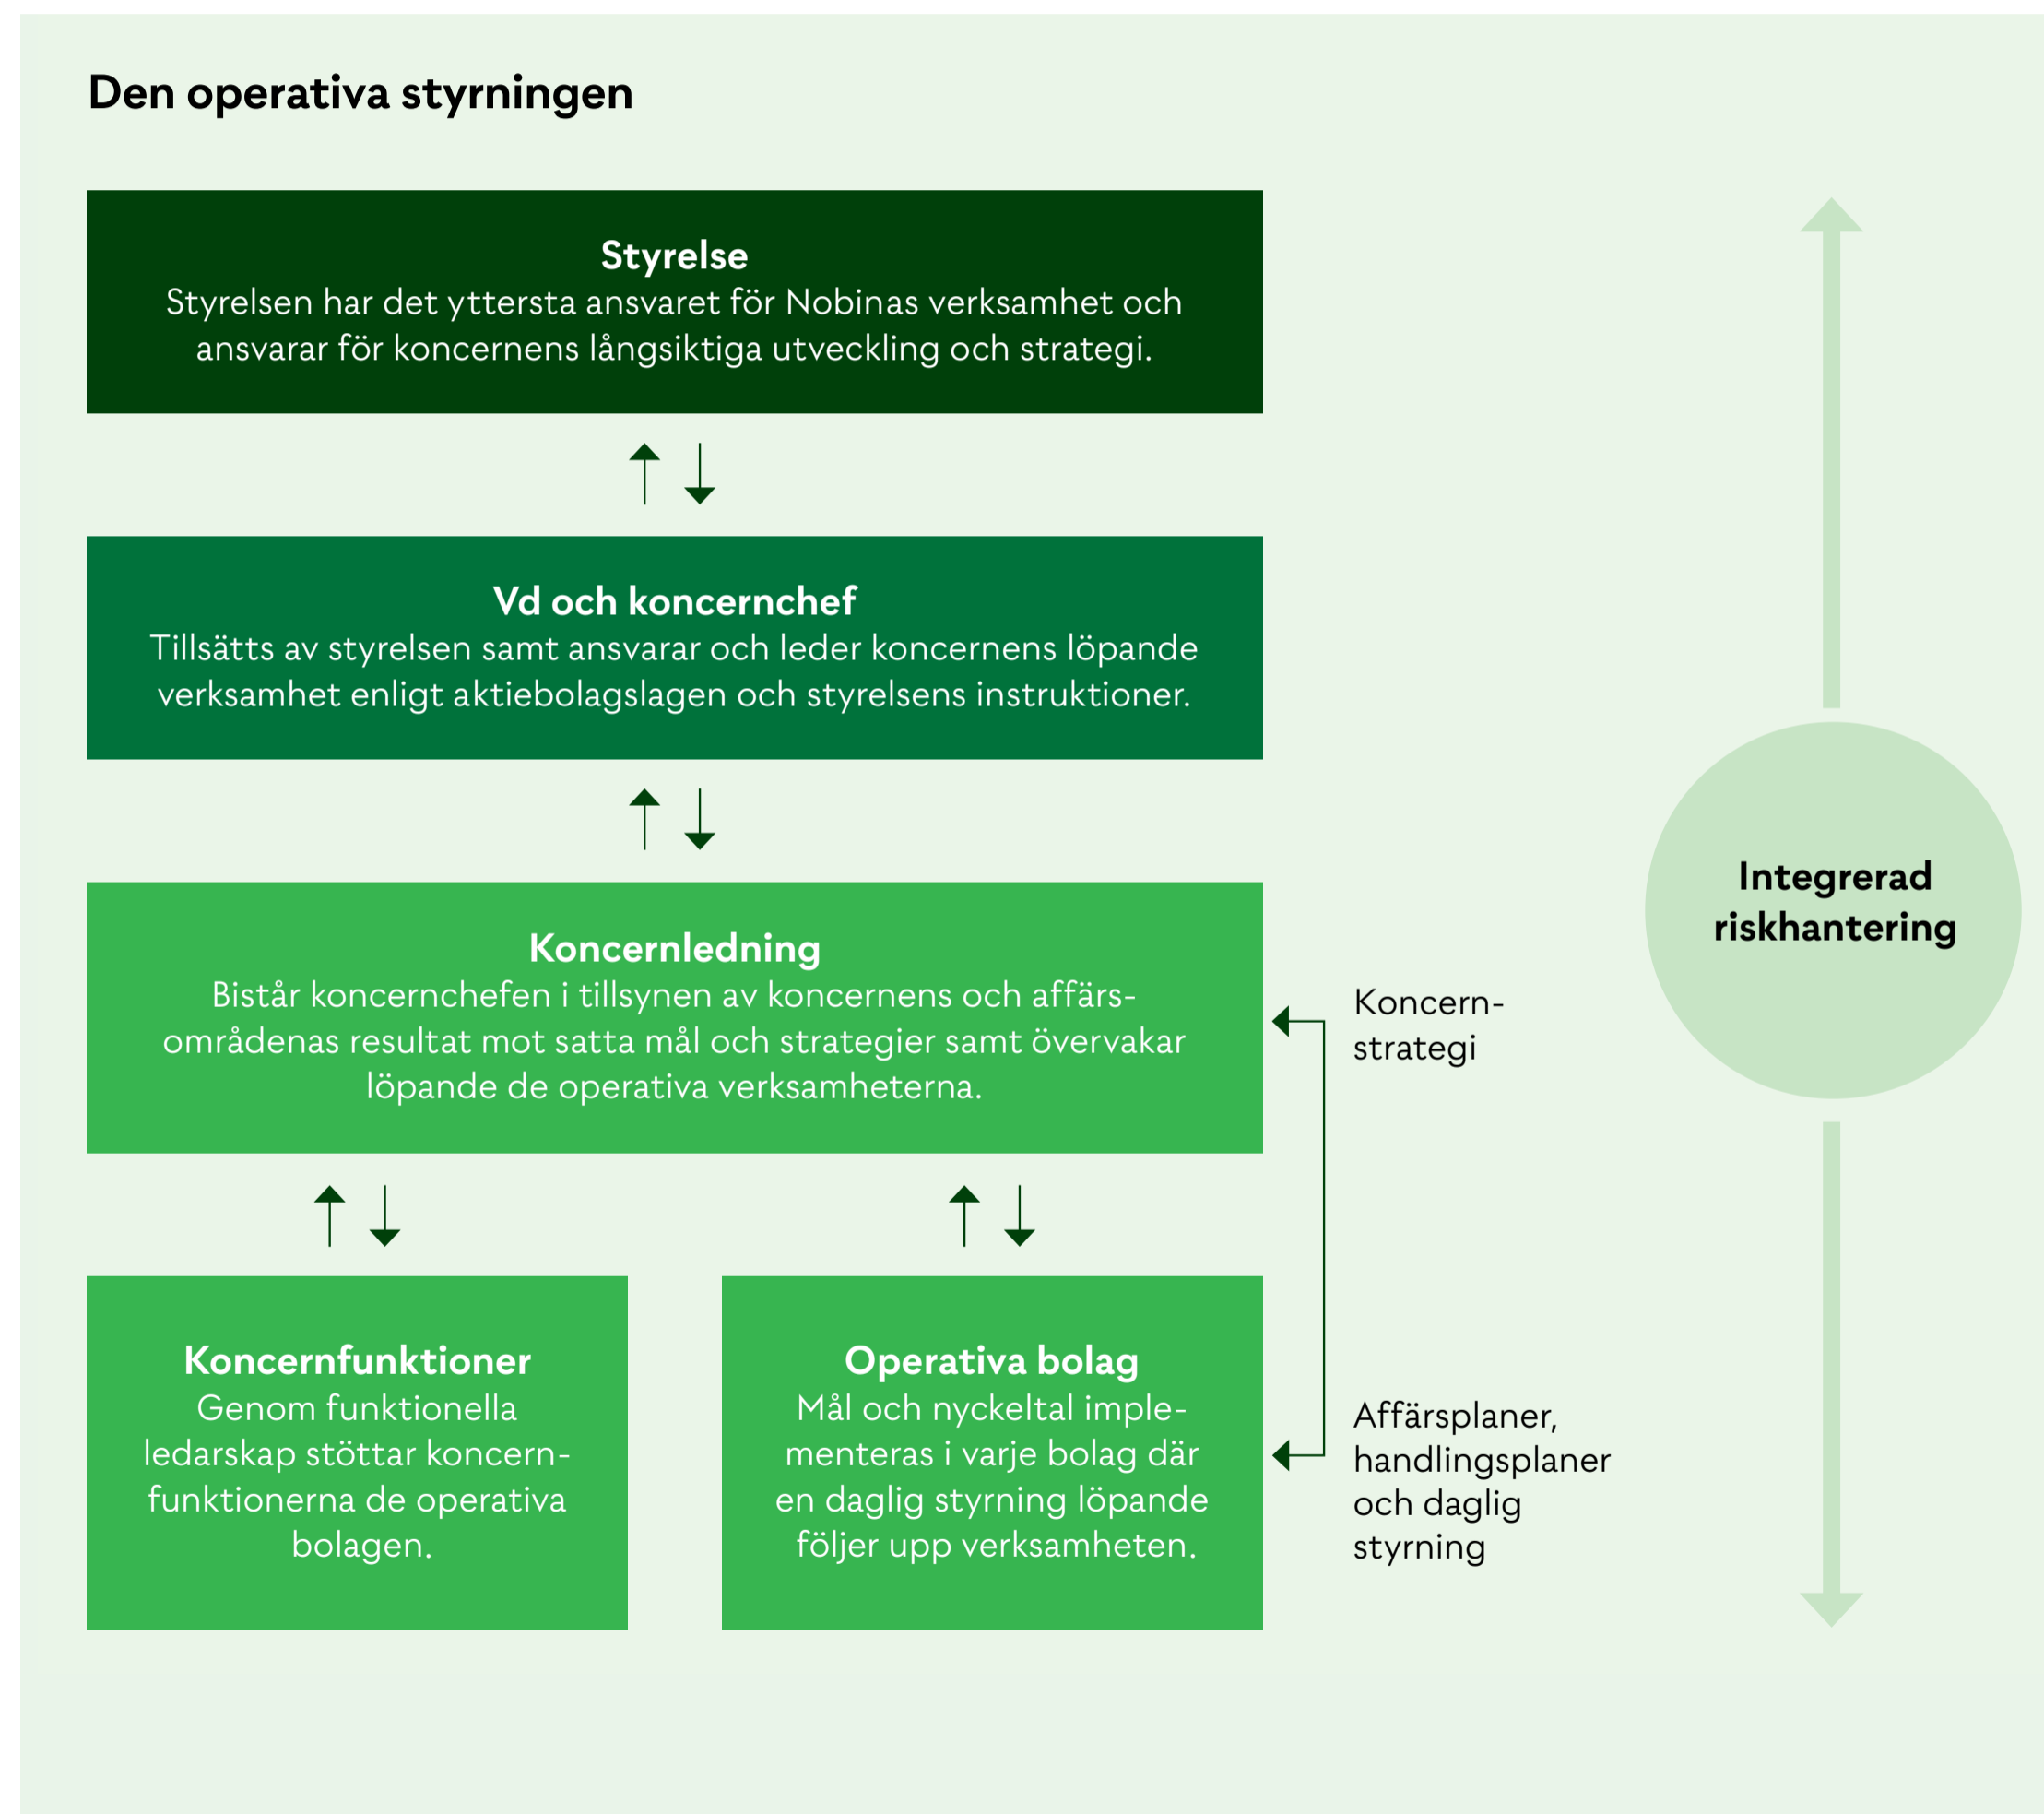 Den operativa styrningen
Styrelse
Styrelsen har det yttersta ansvaret för Nobinas verksamhet och
ansvarar för koncernens långsiktiga utveckling och strategi.
Vd och koncernchef
Tillsätts av styrelsen samt ansvarar och leder koncernens löpande
verksamhet enligt aktiebolagslagen och styrelsens instruktioner.
Koncernledning
Bistår koncernchefen i tillsynen av koncernens och affärs-
områdenas resultat mot satta mål och strategier samt övervakar
löpande de operativa verksamheterna.
Koncern-
strategi
Integrerad
riskhantering
Koncernfunktioner
Genom funktionella
ledarskap stöttar koncern-
funktionerna de operativa
bolagen.
Operativa bolag
Mål och nyckeltal imple-
menteras i varje bolag där
en daglig styrning löpande
följer upp verksamheten.
Affärsplaner,
handlingsplaner
och daglig
styrning